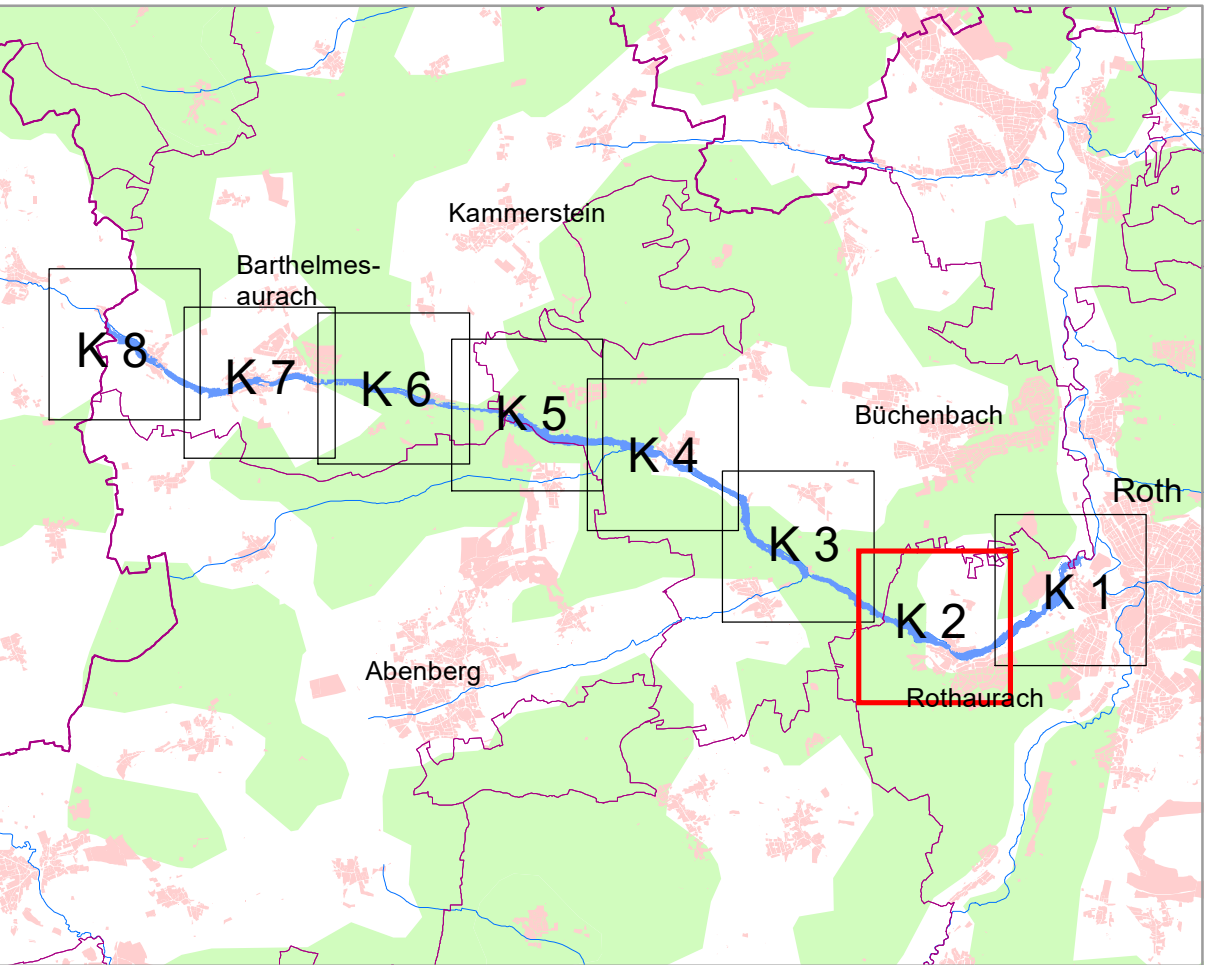 Kammerstein
Barthelmes-
aurach
K 8
K 7
K 6
K 5
K 4
Büchenbach
Roth
K 3
K 2
K 1
Abenberg
Rothaurach